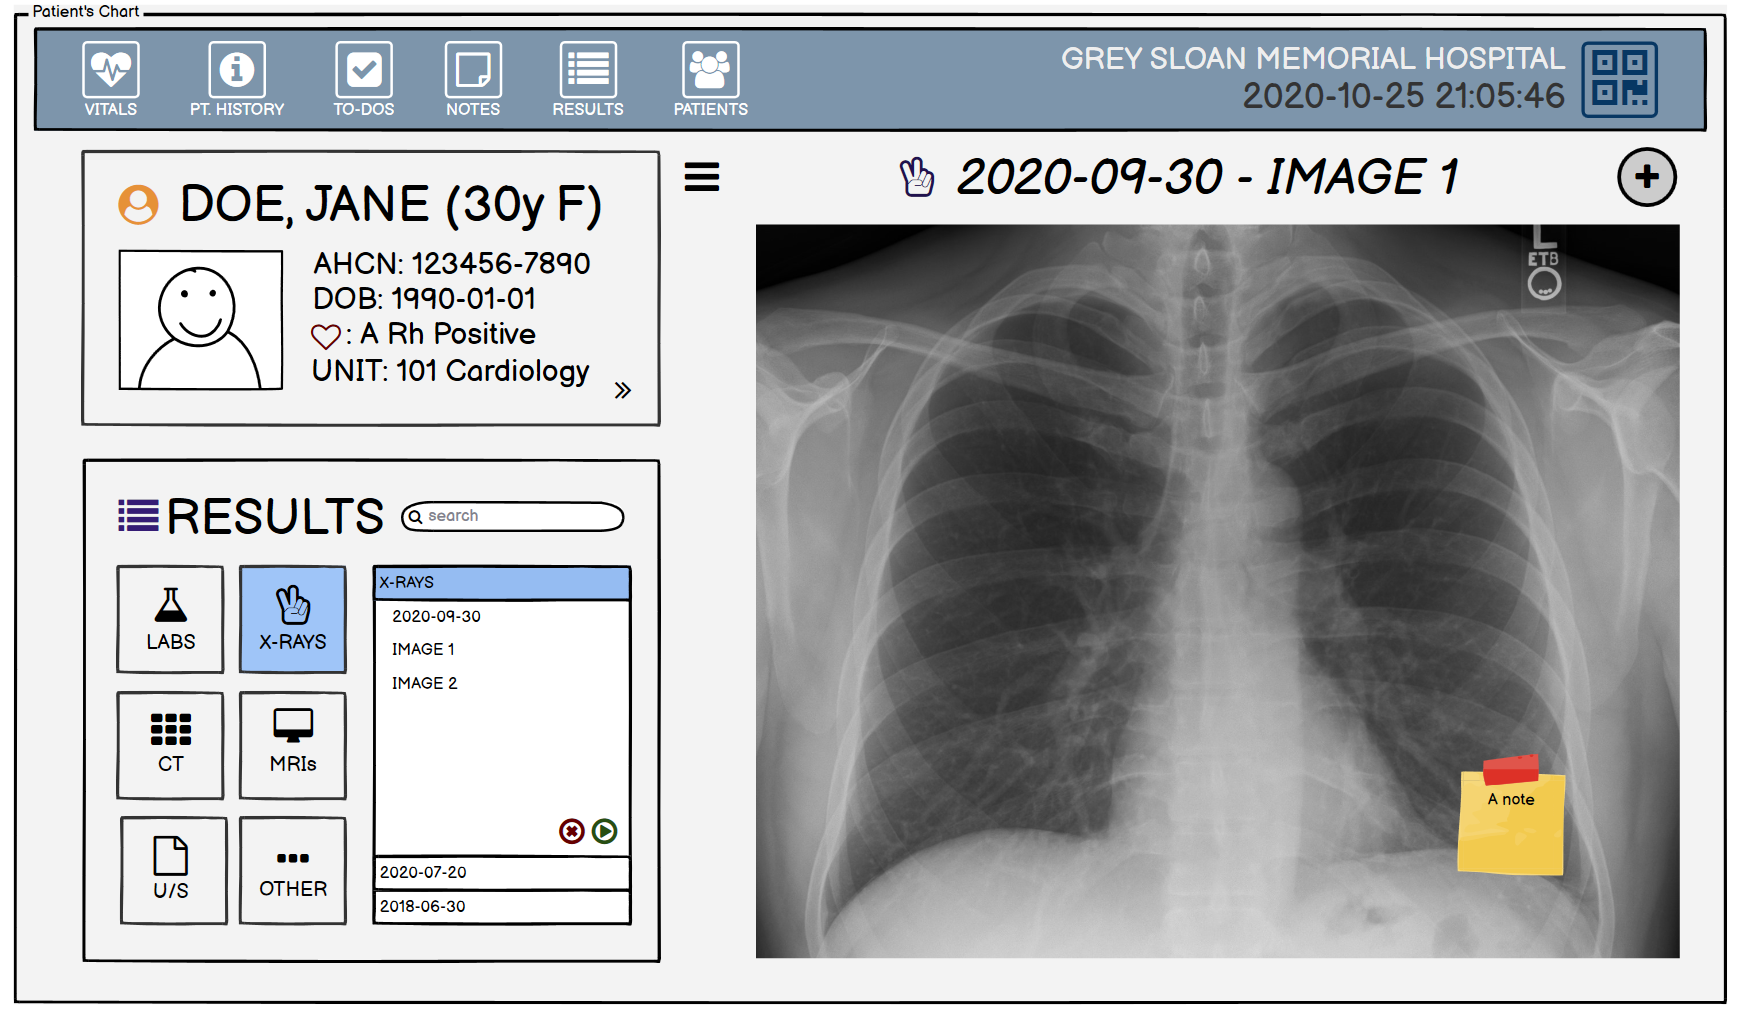 Patient's Chart
VITALS
PT. HISTORY
TO-DOS
NOTES
RESULTS
PATIENTS
GREY SLOAN MEMORIAL HOSPITAL
2020-10-25 21:05:46
DOE, JANE (30y F)
AHCN: 123456-7890
DOB: 1990-01-01
: A Rh Positive
UNIT: 101 Cardiology
RESULTS
search
LABS
X-RAYS
CT
MRIs
U/S
OTHER
X-RAYS
2020-09-30
IMAGE 1
IMAGE 2
2020-07-20
2018-06-30
2020-09-30 - IMAGE 1
L
ETB
A note